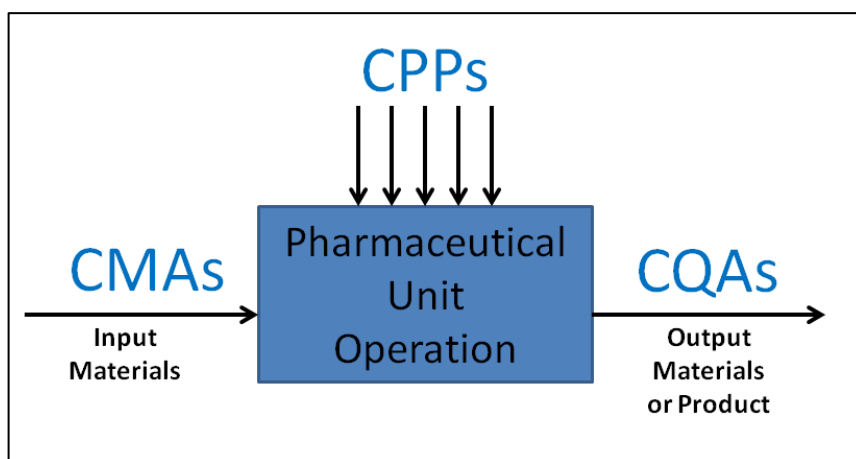 CPPs
CMAs
Input
Materials
Pharmaceutical
Unit
Operation
CQAs
Output
Materials
or Product